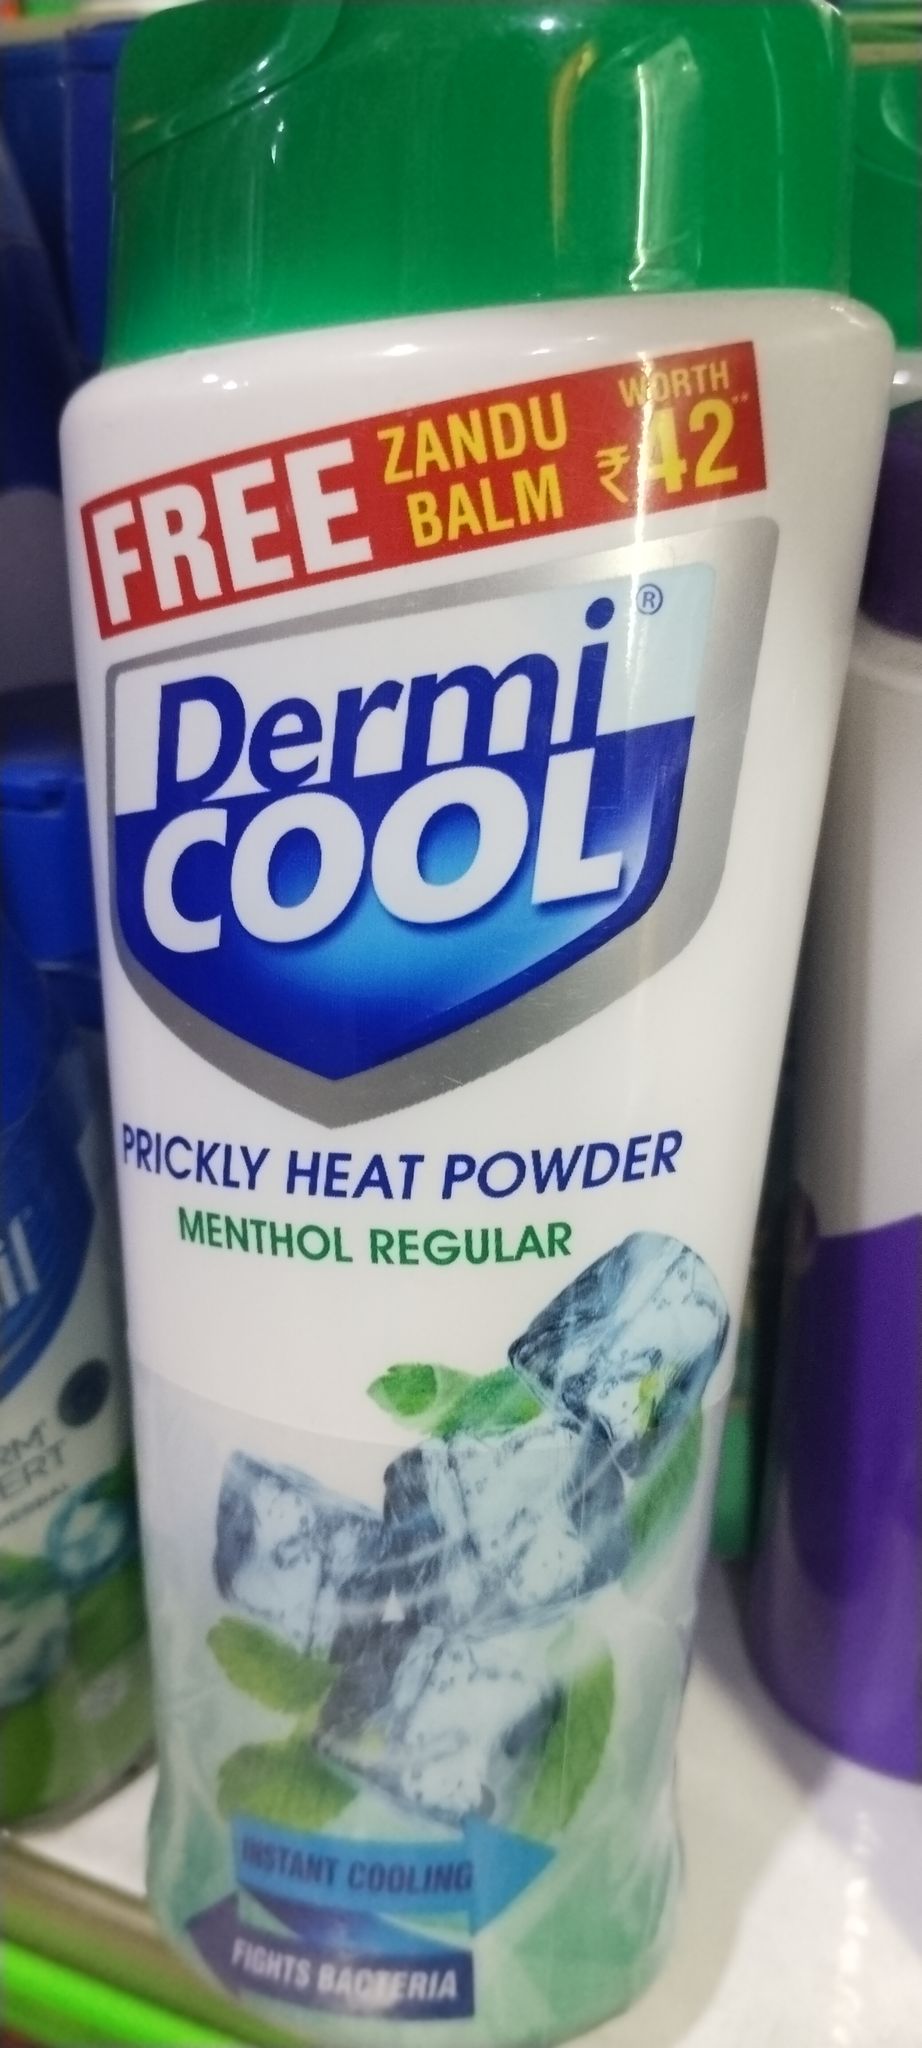 FREE ZANDU BALM WORTH ₹42**
Dermi®
COOL
PRICKLY HEAT POWDER
MENTHOL REGULAR
INSTANT COOLING
FIGHTS BACTERIA